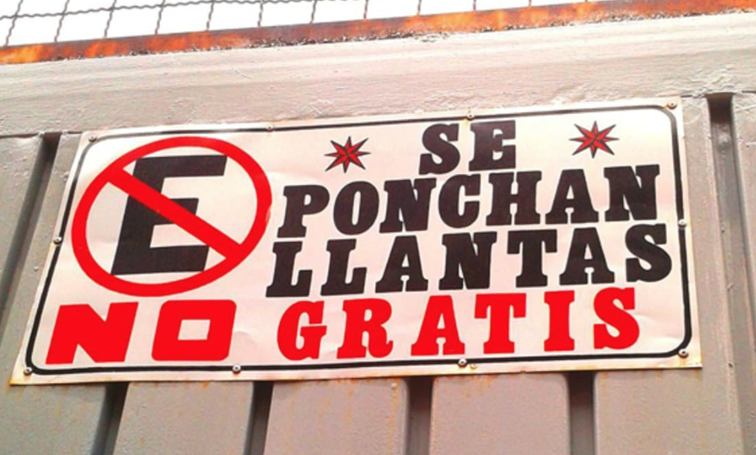 E
NO
SE
PONCHAN
LLANTAS
GRATIS